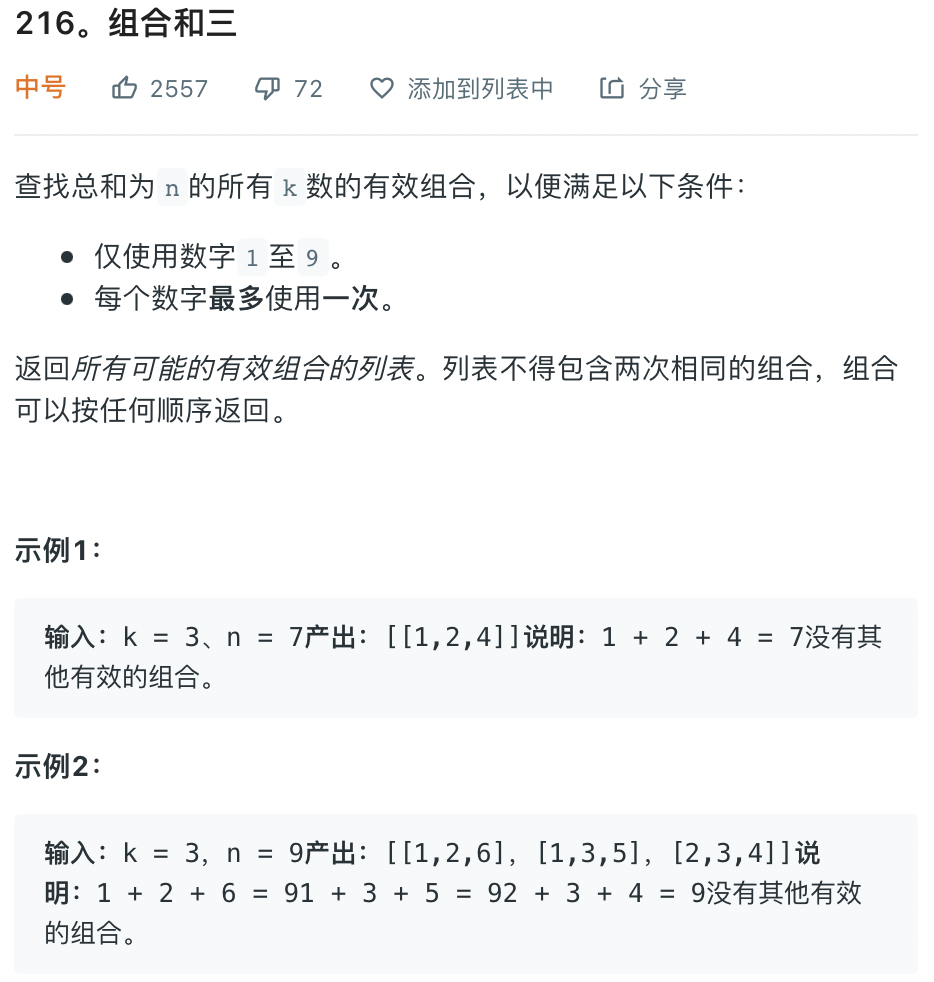 216。组合和三
中号 2557 72 添加到列表中 分享
查找总和为 n 的所有 k 数的有效组合，以便满足以下条件：
仅使用数字 1 至 9 。
每个数字最多使用一次。
返回所有可能的有效组合的列表。列表不得包含两次相同的组合，组合
可以按任何顺序返回。
示例1：
输入：k = 3、n = 7产出：[[1,2,4]]说明：1 + 2 + 4 = 7没有其
他有效的组合。
示例2：
输入：k = 3，n = 9产出：[[1,2,6]，[1,3,5]，[2,3,4]]说
明：1 + 2 + 6 = 91 + 3 + 5 = 92 + 3 + 4 = 9没有其他有效
的组合。